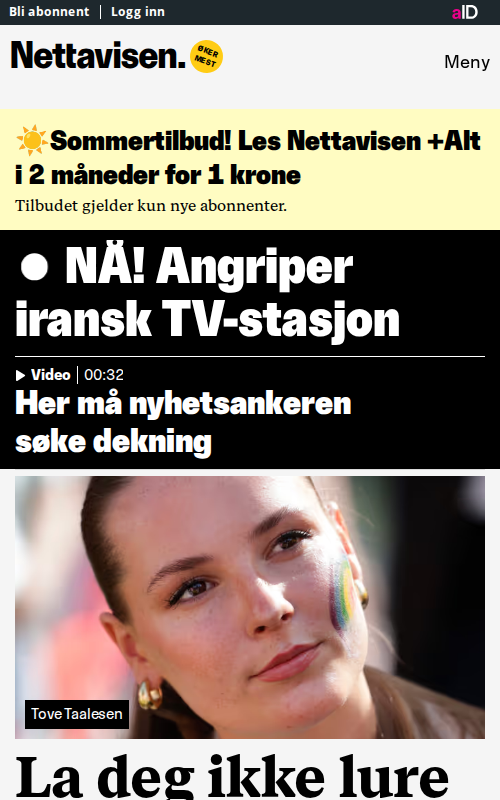 Bli abonnent
Logg inn
aID
Nettavisen.
ØKER
MEST
Meny
Sommertilbud! Les Nettavisen +Alt
i 2 måneder for 1 krone
Tilbudet gjelder kun nye abonnenter.
NÅ! Angriper
iransk TV-stasjon
Video
00:32
Her må nyhetsankeren
søke dekning
Tove Taalesen
La deg ikke lure